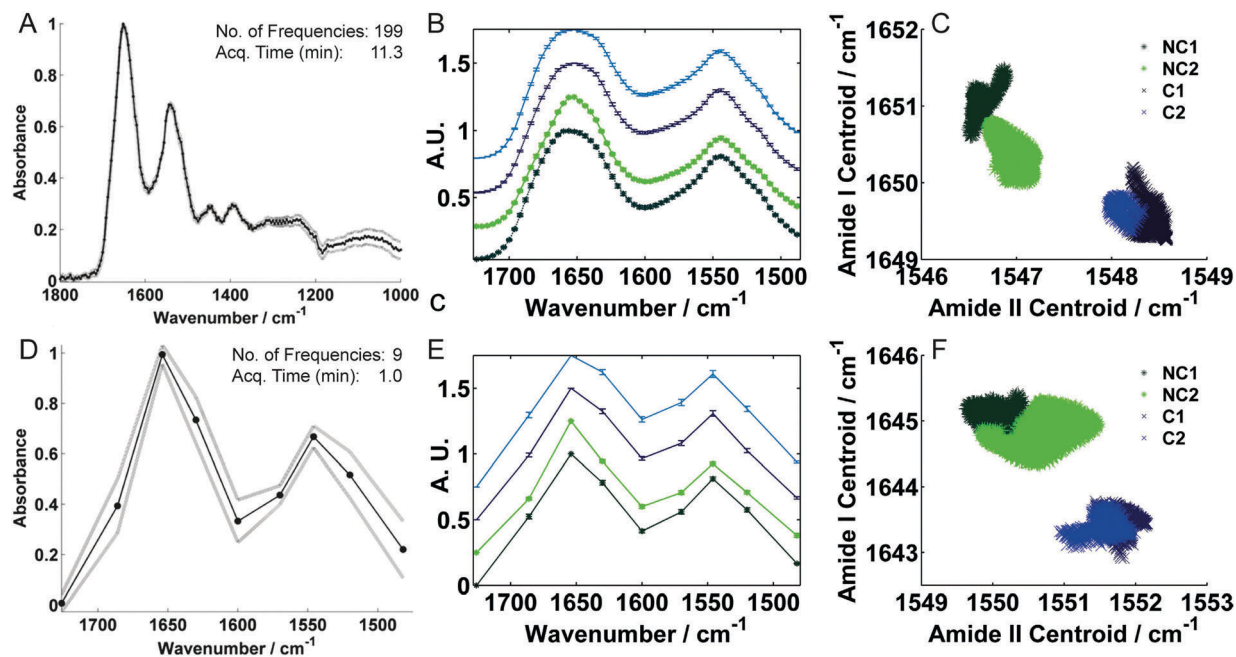 A
No. of Frequencies: 199
Acq. Time (min): 11.3
Absorbance
1
0.8
0.6
0.4
0.2
0
1800 1600 1400 1200 1000
Wavenumber / cm-1
B
A.U.
1.5
1
0.5
1700 1650 1600 1550 1500
Wavenumber / cm-1
C
C
Amide I Centroid / cm-1
1652
1651
1650
1649
1546 1547 1548 1549
Amide II Centroid / cm-1
NC1
NC2
C1
C2
D
No. of Frequencies: 9
Acq. Time (min): 1.0
Absorbance
1
0.8
0.6
0.4
0.2
0
1700 1650 1600 1550 1500
Wavenumber / cm-1
E
A. U.
1.5
1
0.5
0
1700 1650 1600 1550 1500
Wavenumber / cm-1
F
Amide I Centroid / cm-1
1646
1645
1644
1643
1549 1550 1551 1552 1553
Amide II Centroid / cm-1
NC1
NC2
C1
C2